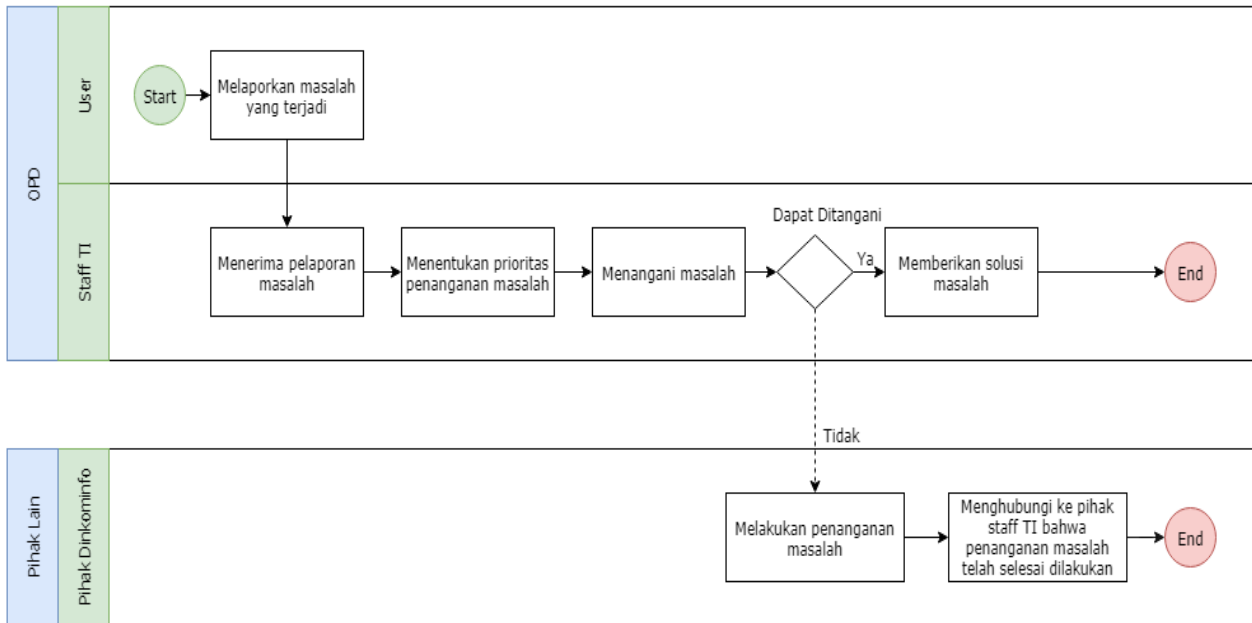 OPD
User
Start
Melaporkan masalah
yang terjadi
Staff TI
Menerima pelaporan
masalah
Menentukan prioritas
penanganan masalah
Menangani masalah
Dapat Ditangani
Ya
Memberikan solusi
masalah
End
Tidak
Pihak Lain
Pihak Dinkominfo
Melakukan penanganan
masalah
Menghubungi ke pihak
staff TI bahwa
penanganan masalah
telah selesai dilakukan
End